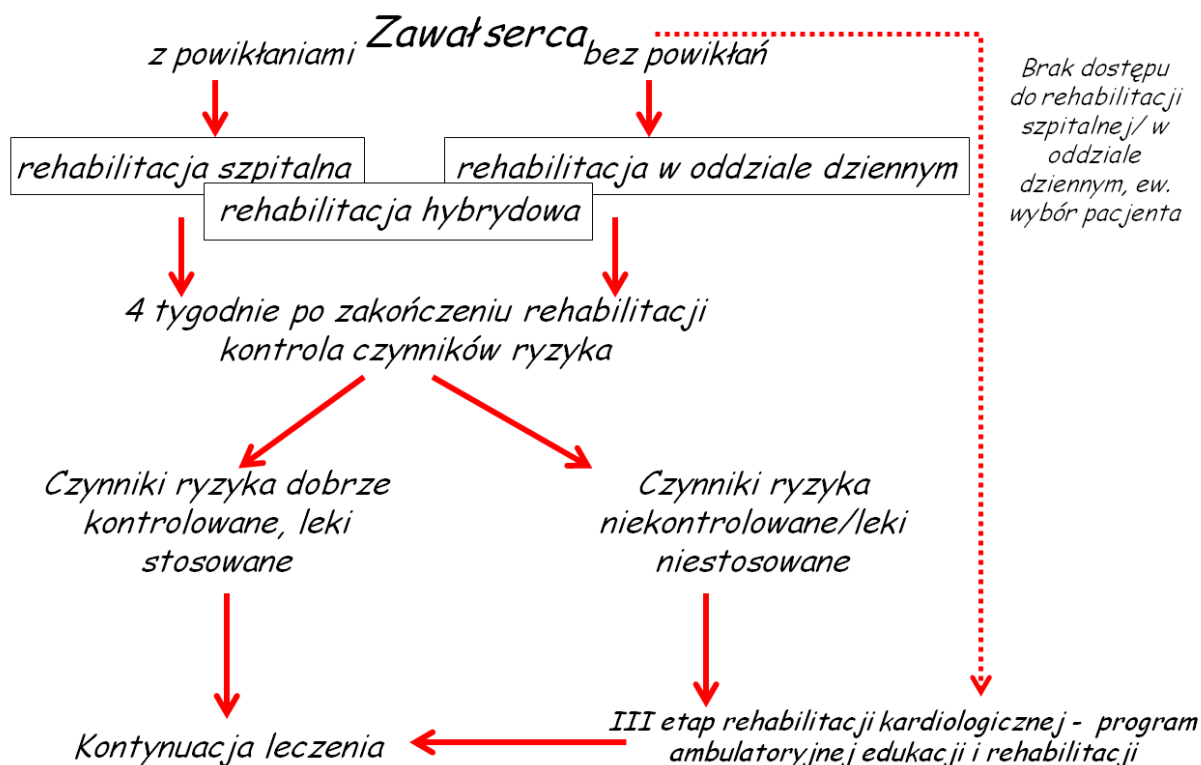 Zawał serca
z powikłaniami
bez powikłań
Brak dostępu
do rehabilitacji
szpitalnej/ w
oddziale
dziennym, ew.
wybór pacjenta
rehabilitacja szpitalna
rehabilitacja w oddziale dziennym
rehabilitacja hybrydowa
4 tygodnie po zakończeniu rehabilitacji
kontrola czynników ryzyka
Czynniki ryzyka dobrze
kontrolowane, leki
stosowane
Czynniki ryzyka
niekontrolowane/leki
niestosowane
III etap rehabilitacji kardiologicznej - program
ambulatoryjnej edukacji i rehabilitacji
Kontynuacja leczenia